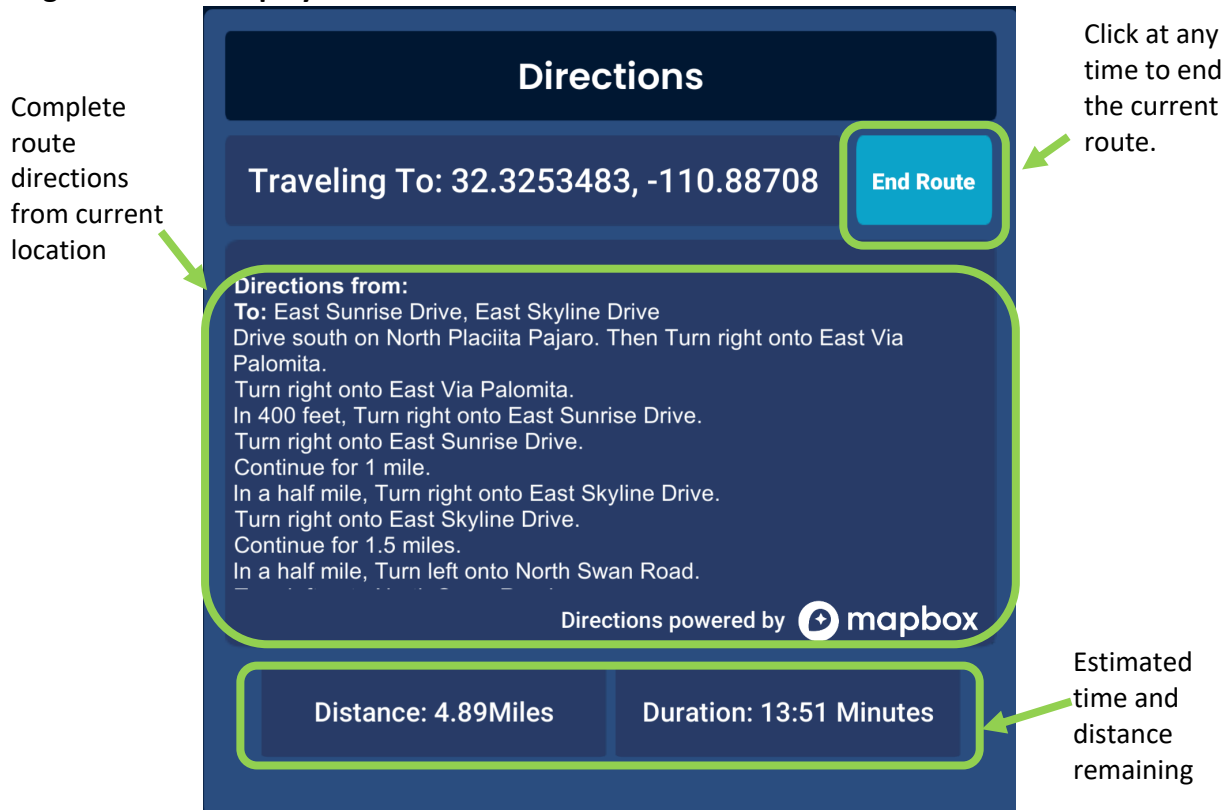 Directions
Click at any
time to end
the current
route.
Complete
route
directions
from current
location
Traveling To: 32.3253483, -110.88708
End Route
Directions from:
To: East Sunrise Drive, East Skyline Drive
Drive south on North Placiita Pajaro. Then Turn right onto East Via
Palomita.
Turn right onto East Via Palomita.
In 400 feet, Turn right onto East Sunrise Drive.
Turn right onto East Sunrise Drive.
Continue for 1 mile.
In a half mile, Turn right onto East Skyline Drive.
Turn right onto East Skyline Drive.
Continue for 1.5 miles.
In a half mile, Turn left onto North Swan Road.
Directions powered by mapbox
Distance: 4.89Miles
Duration: 13:51 Minutes
Estimated
time and
distance
remaining